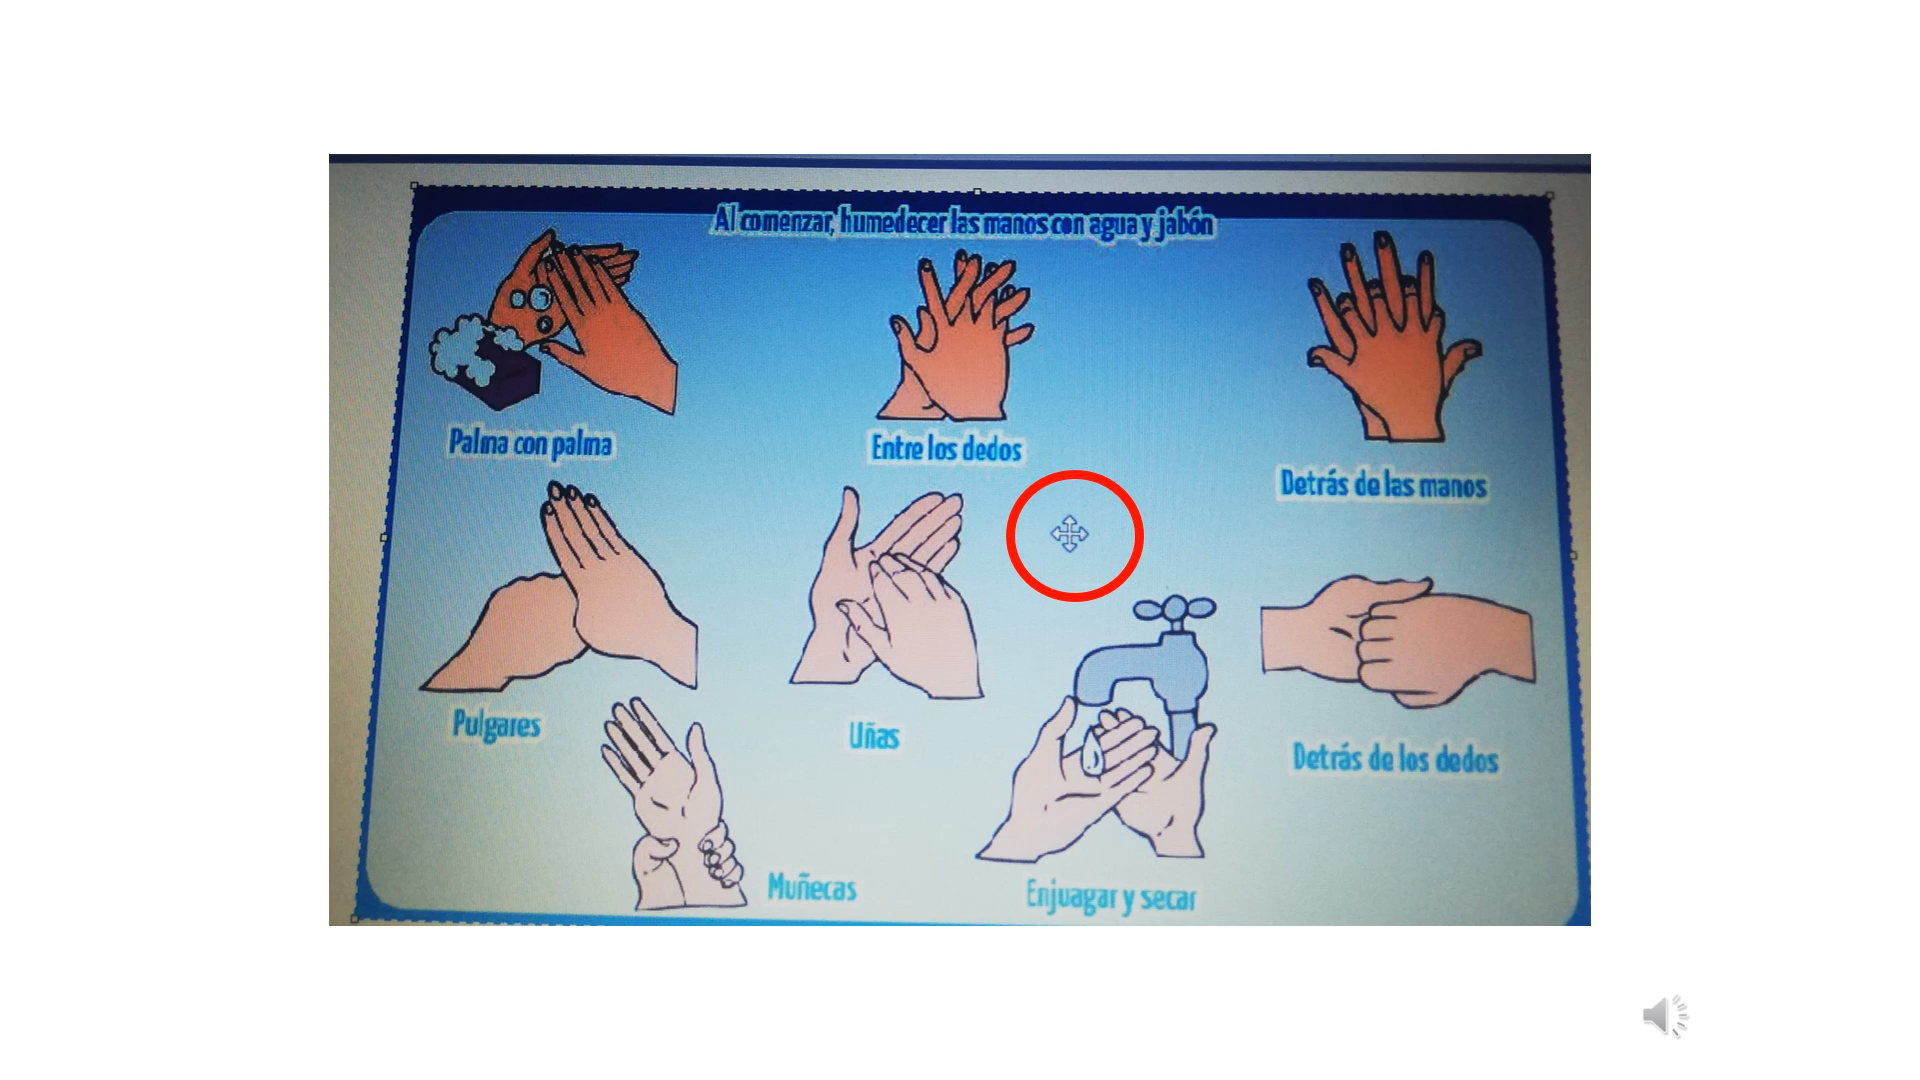 Al comenzar, humedecer las manos con agua y jabón
Palma con palma
Entre los dedos
Detrás de las manos
Pulgares
Uñas
Detrás de los dedos
Muñecas
Enjuagar y secar